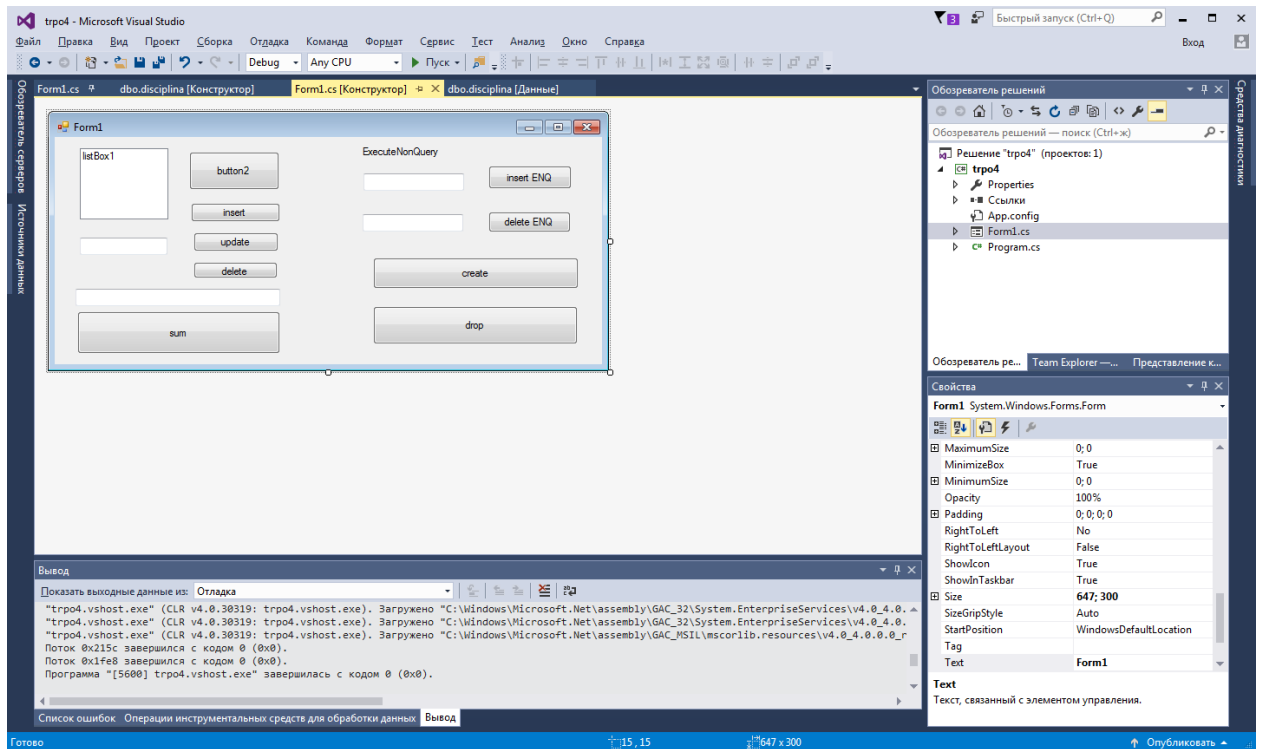 trpo4 - Microsoft Visual Studio
3
Быстрый запуск (Ctrl+Q)
Файл Правка Вид Проект Сборка Отладка Команда Формат Сервис Тест Анализ Окно Справка
Вход
Debug Any CPU Пуск
Обозреватель серверов
Источники данных
Form1.cs dbo.disciplina [Конструктор] Form1.cs [Конструктор] dbo.disciplina [Данные]
Form1
listBox1
button2
insert
update
delete
sum
ExecuteNonQuery
insert ENQ
delete ENQ
create
drop
Вывод
Показать выходные данные из: Отладка
"trpo4.vshost.exe" (CLR v4.0.30319: trpo4.vshost.exe). Загружено "C:\Windows\Microsoft.Net\assembly\GAC_32\System.EnterpriseServices\v4.0_4.0.
"trpo4.vshost.exe" (CLR v4.0.30319: trpo4.vshost.exe). Загружено "C:\Windows\Microsoft.Net\assembly\GAC_32\System.EnterpriseServices\v4.0_4.0.
"trpo4.vshost.exe" (CLR v4.0.30319: trpo4.vshost.exe). Загружено "C:\Windows\Microsoft.Net\assembly\GAC_MSIL\mscorlib.resources\v4.0_4.0.0.0_r
Поток 0x215c завершился с кодом 0 (0x0).
Поток 0x1fe8 завершился с кодом 0 (0x0).
Программа "[5600] trpo4.vshost.exe" завершилась с кодом 0 (0x0).
Список ошибок Операции инструментальных средств для обработки данных Вывод
Обозреватель решений
Обозреватель решений — поиск (Ctrl+ж)
Решение "trpo4" (проектов: 1)
C# trpo4
Properties
Ссылки
App.config
Form1.cs
C# Program.cs
Обозреватель ре... Team Explorer —... Представление к...
Свойства
Form1 System.Windows.Forms.Form
MaximumSize 0; 0
MinimizeBox True
MinimumSize 0; 0
Opacity 100%
Padding 0; 0; 0; 0
RightToLeft No
RightToLeftLayout False
ShowIcon True
ShowInTaskbar True
Size 647; 300
SizeGripStyle Auto
StartPosition WindowsDefaultLocation
Tag
Text Form1
Text
Текст, связанный с элементом управления.
Средства диагностики
Готово 15 , 15 647 x 300 Опубликовать